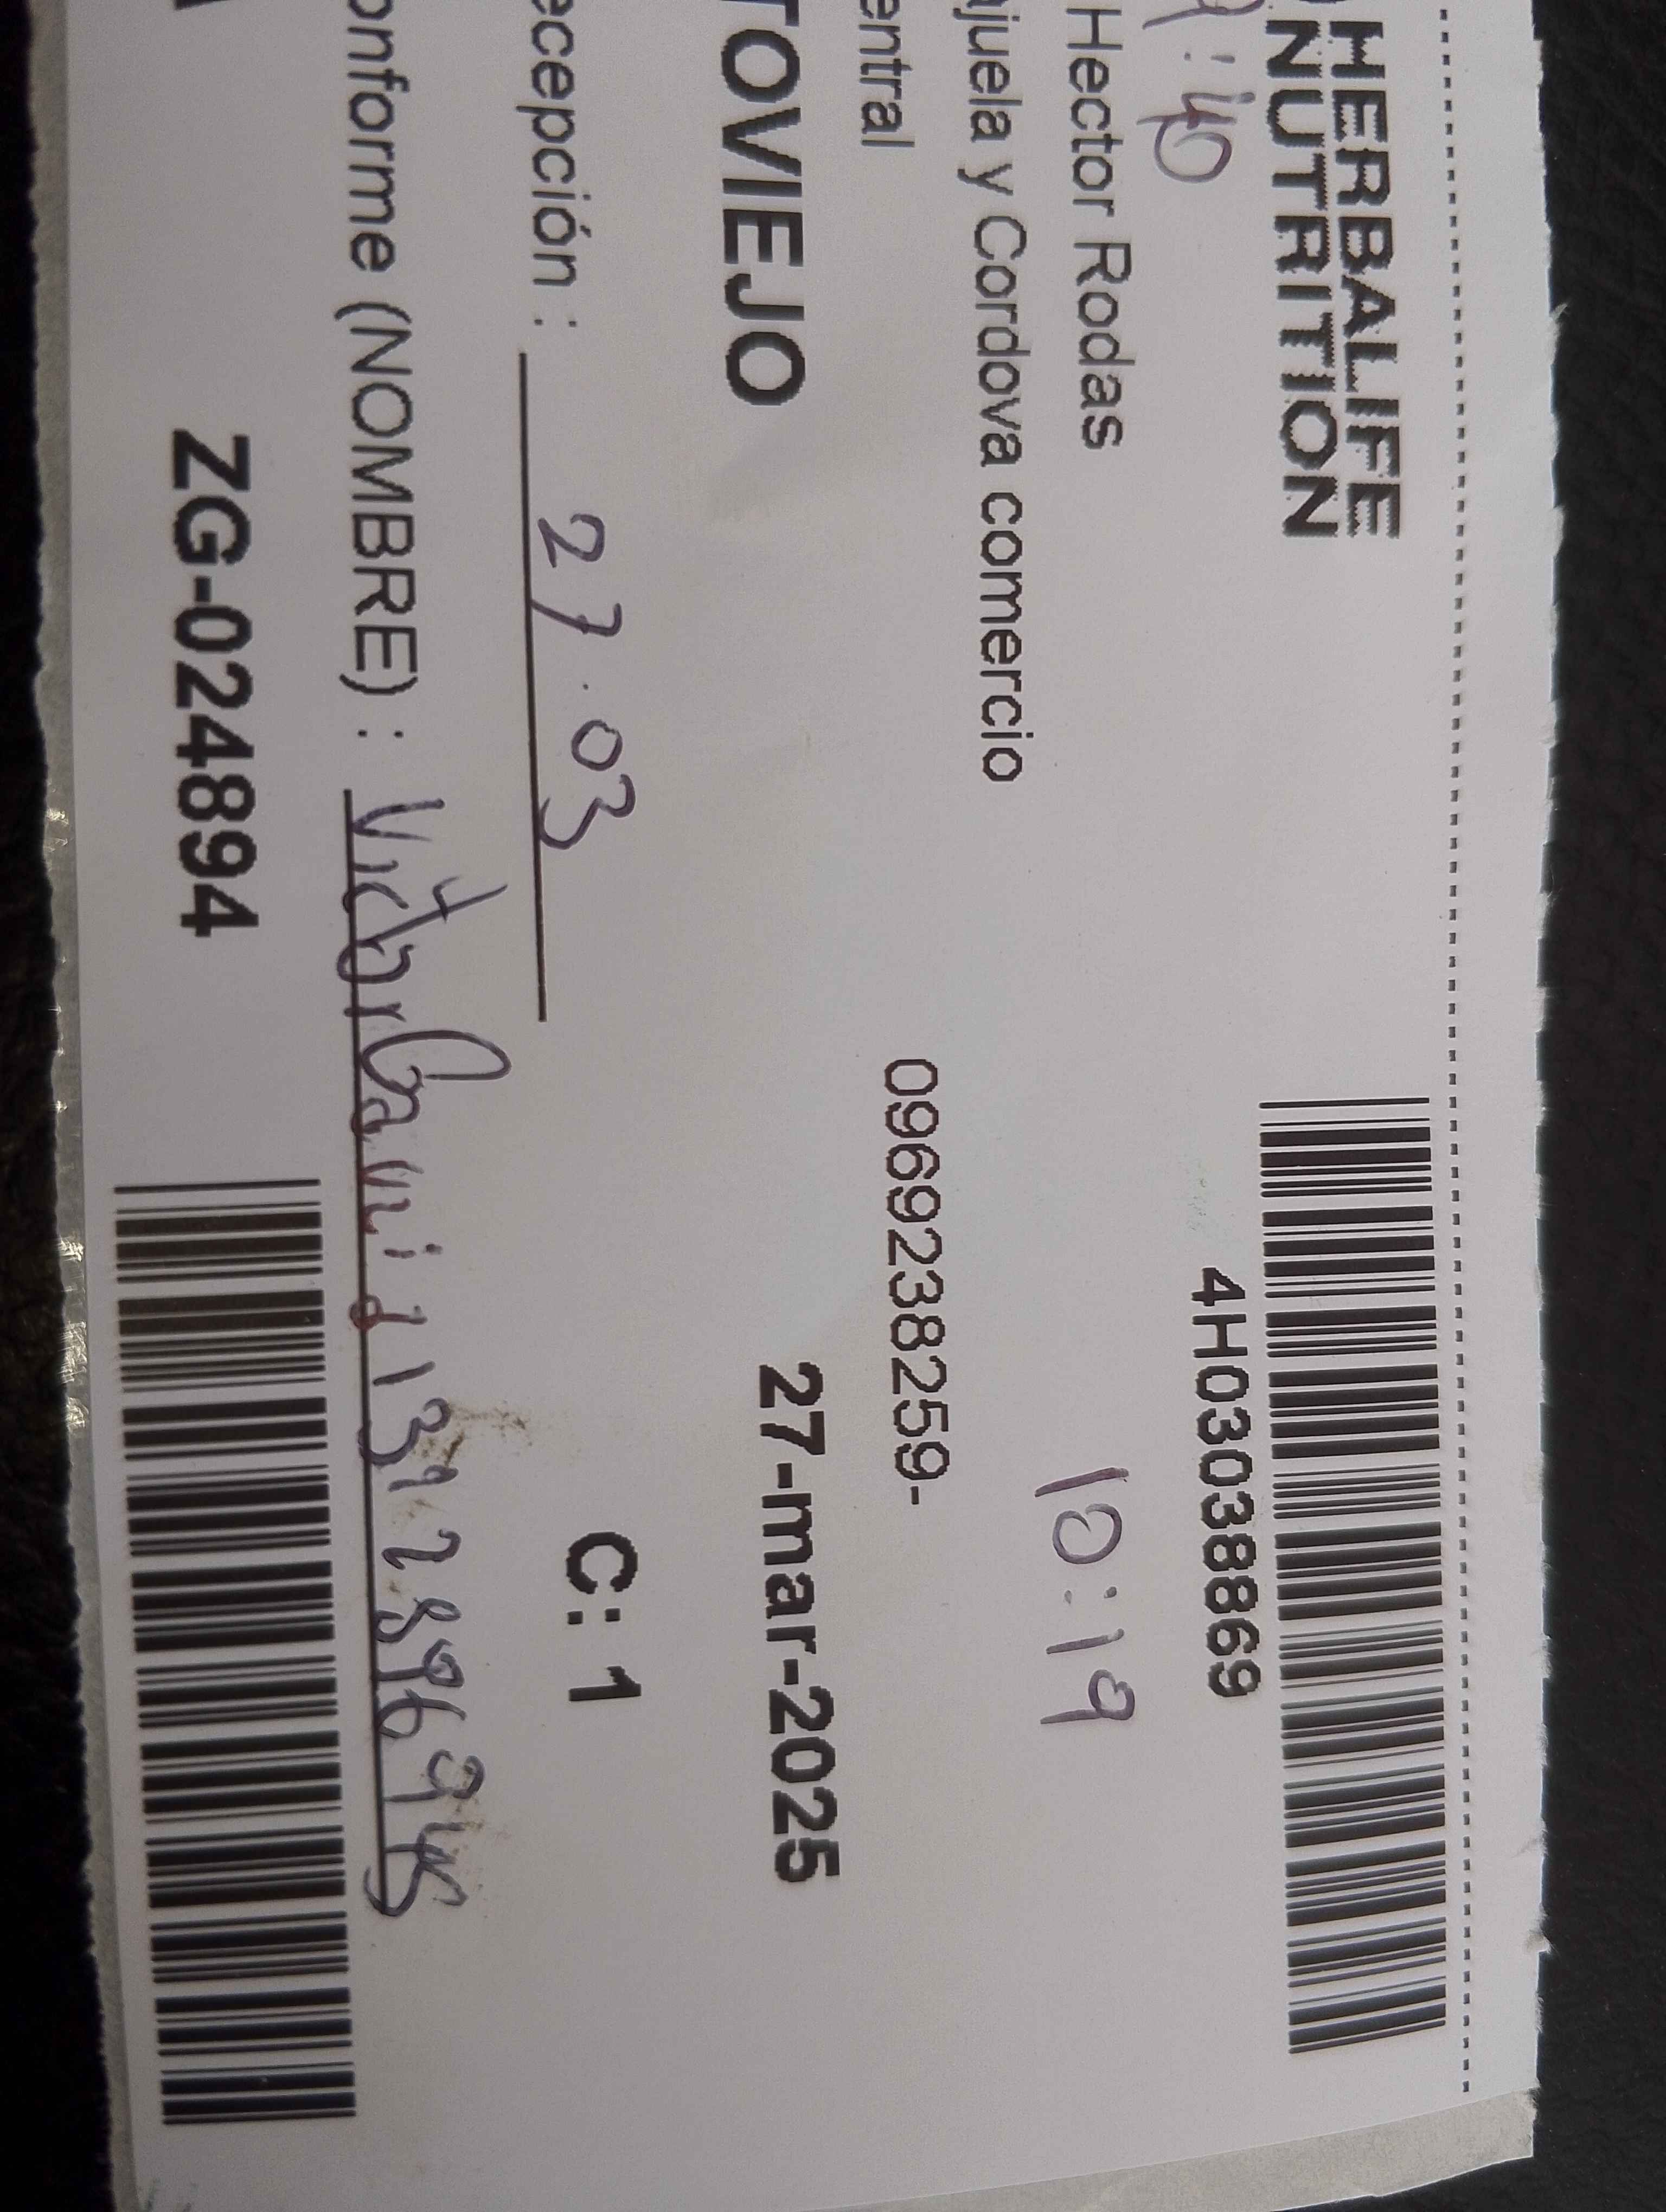 HERBALIFE
NUTRITION
4H03038869
:40
Hector Rodas
10:19
juela y Cordova comercio
entral
0969238259-
TOVIEJO
27-mar-2025
ecepción :
27.03
C: 1
onforme (NOMBRE) :
Victor
ZG-024894